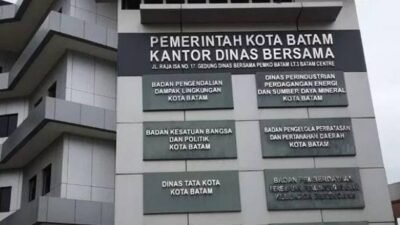 PEMERINTAH KOTA BATAM
KANTOR DINAS BERSAMA
JL. RAJA ISA NO. 17. GEDUNG DINAS BERSAMA PEMKO BATAM LT.3 BATAM CENTRE
BADAN PENGENDALIAN
DAMPAK LINGKUNGAN
KOTA BATAM
DINAS PERINDUSTRIAN
PERDAGANGAN ENERGI
DAN SUMBER DAYA MINERAL
KOTA BATAM
BADAN KESATUAN BANGSA
DAN POLITIK
KOTA BATAM
BADAN PENGELOLA PERBATASAN
DAN PERTANAHAN DAERAH
KOTA BATAM
DINAS TATA KOTA
KOTA BATAM
BADAN